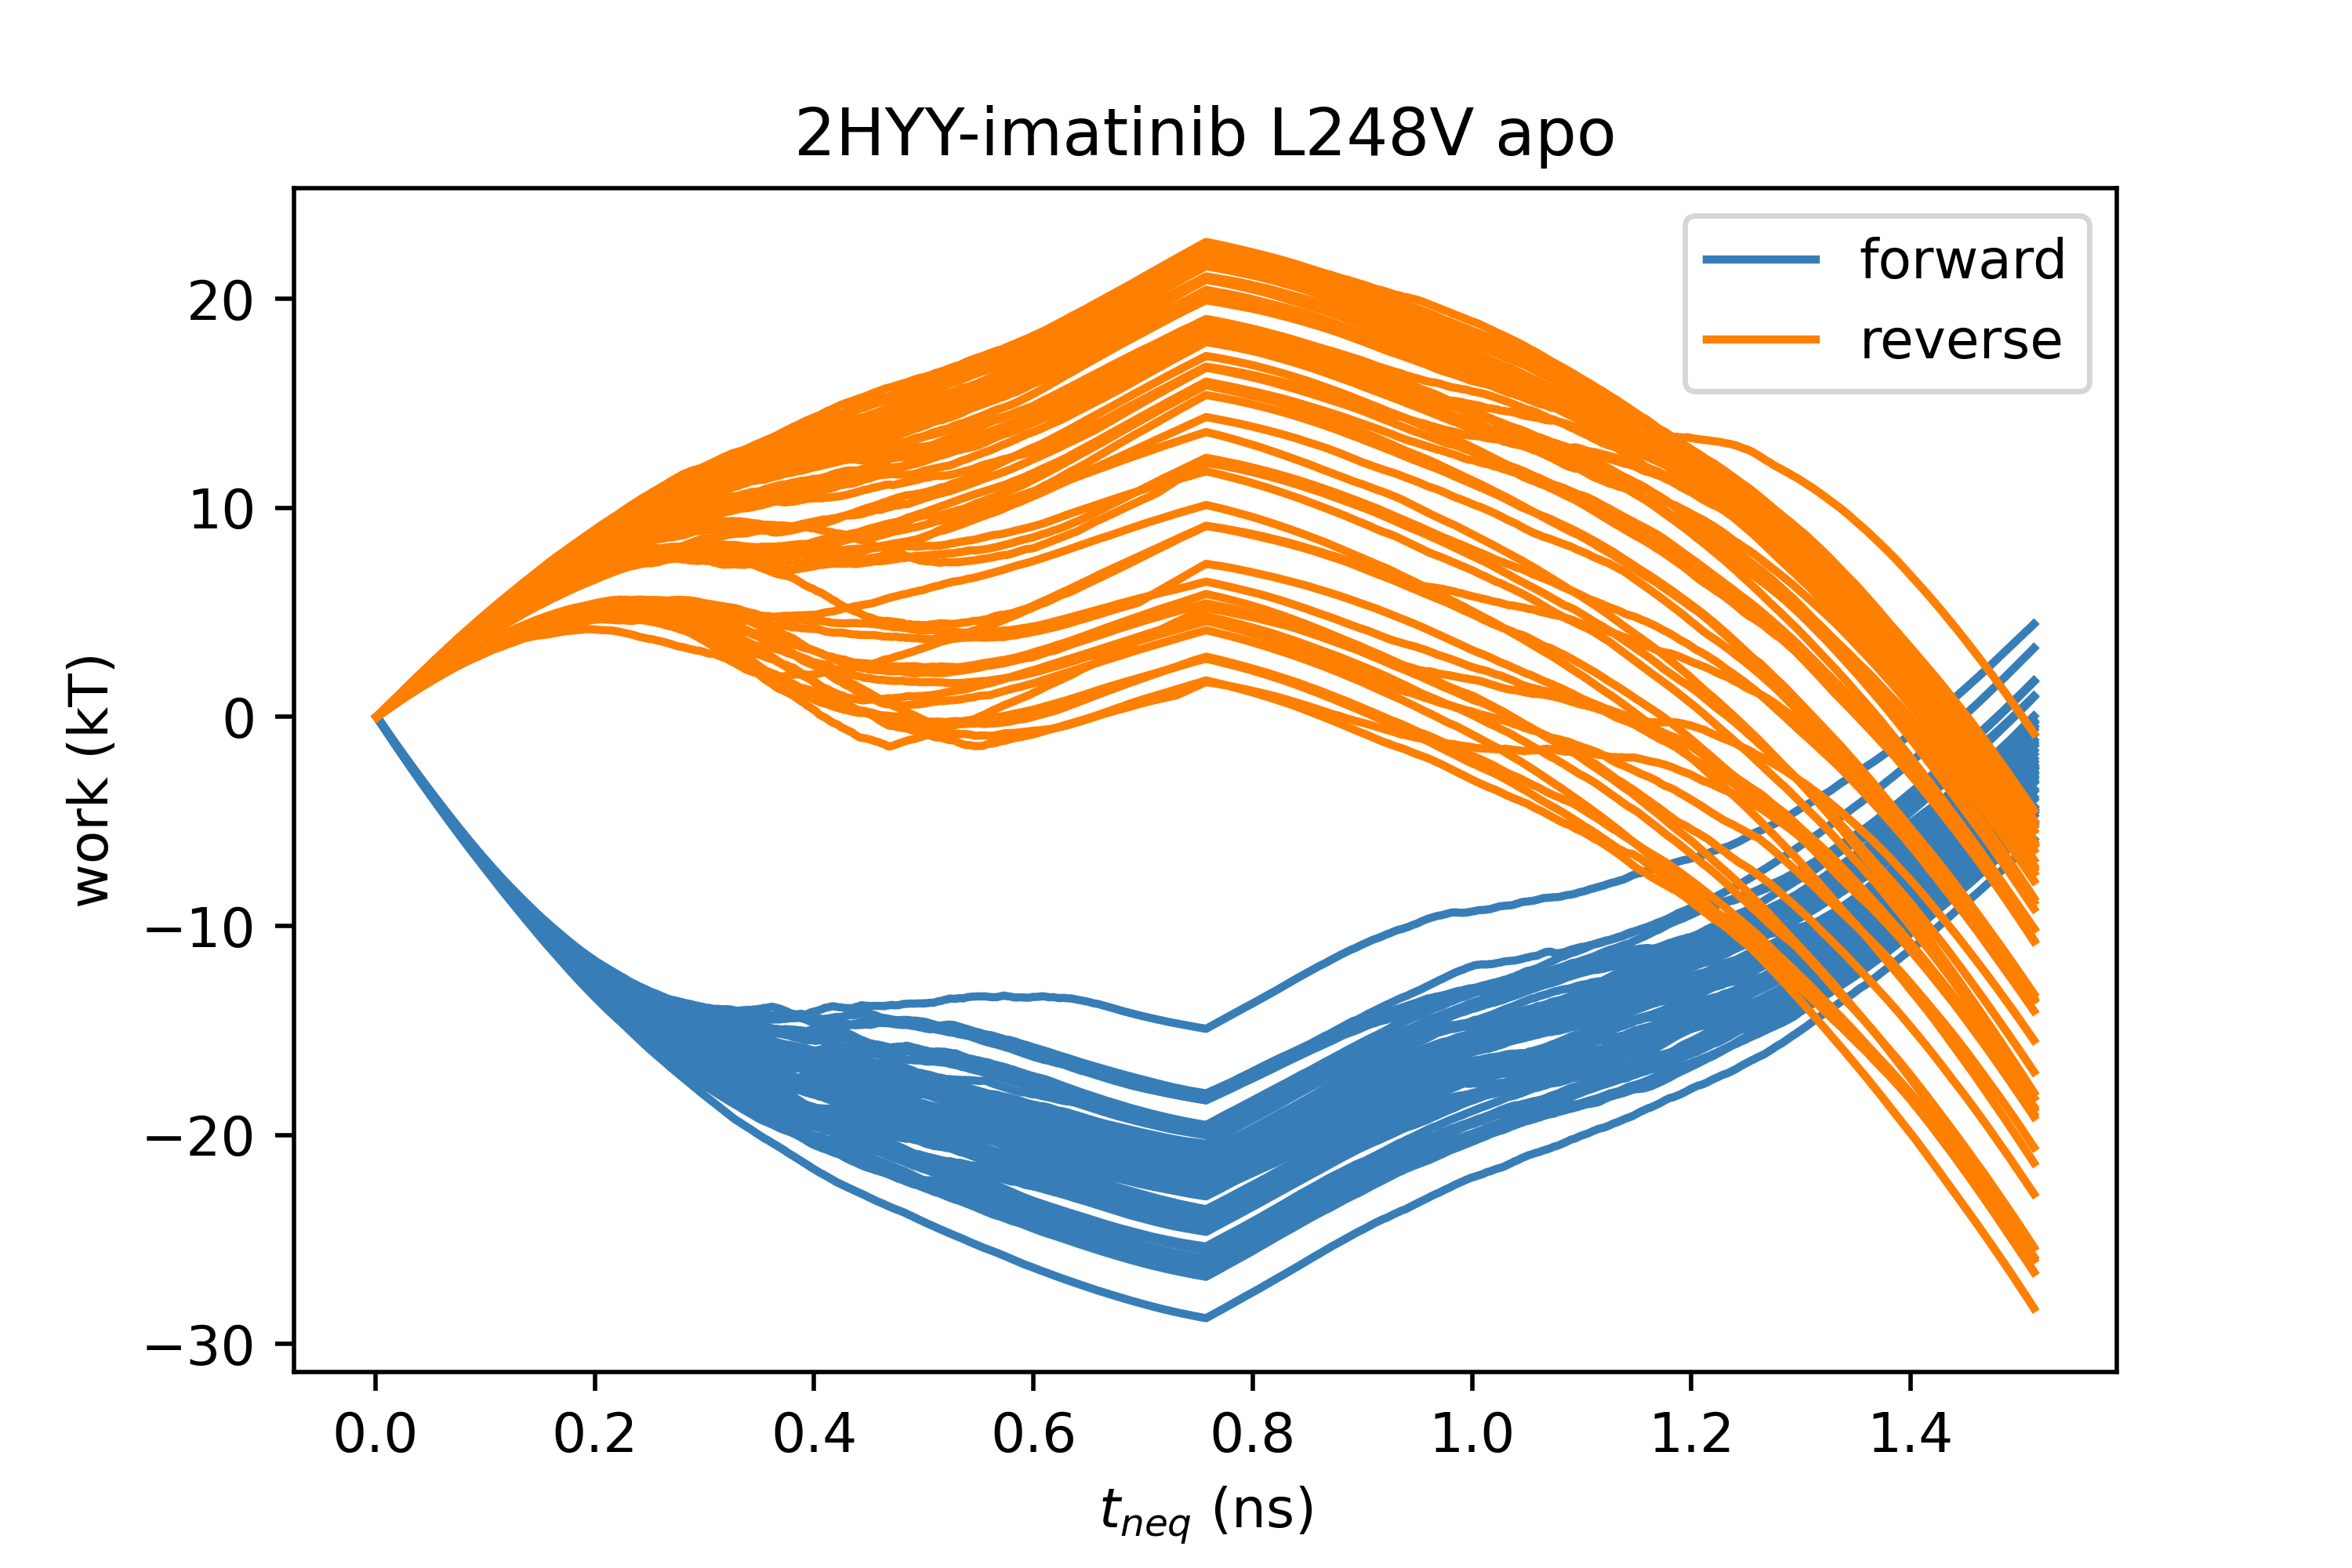 2HYY-imatinib L248V apo
forward
reverse
work (kT)
20
10
0
−10
−20
−30
0.0 0.2 0.4 0.6 0.8 1.0 1.2 1.4
tneq (ns)